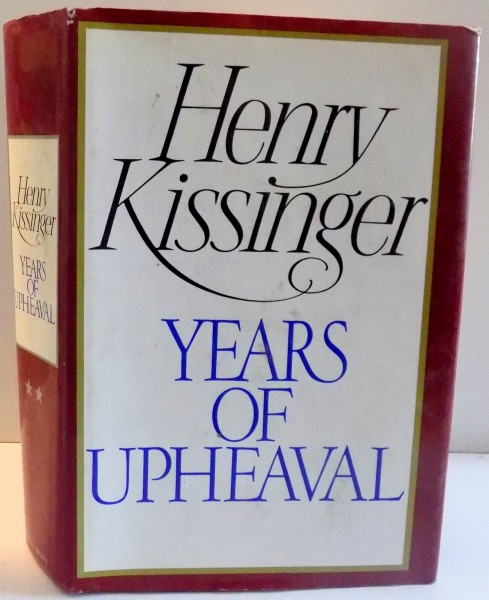 Henry
Kissinger
YEARS
OF
UPHEAVAL
Henry
Kissinger
YEARS
OF
UPHEAVAL